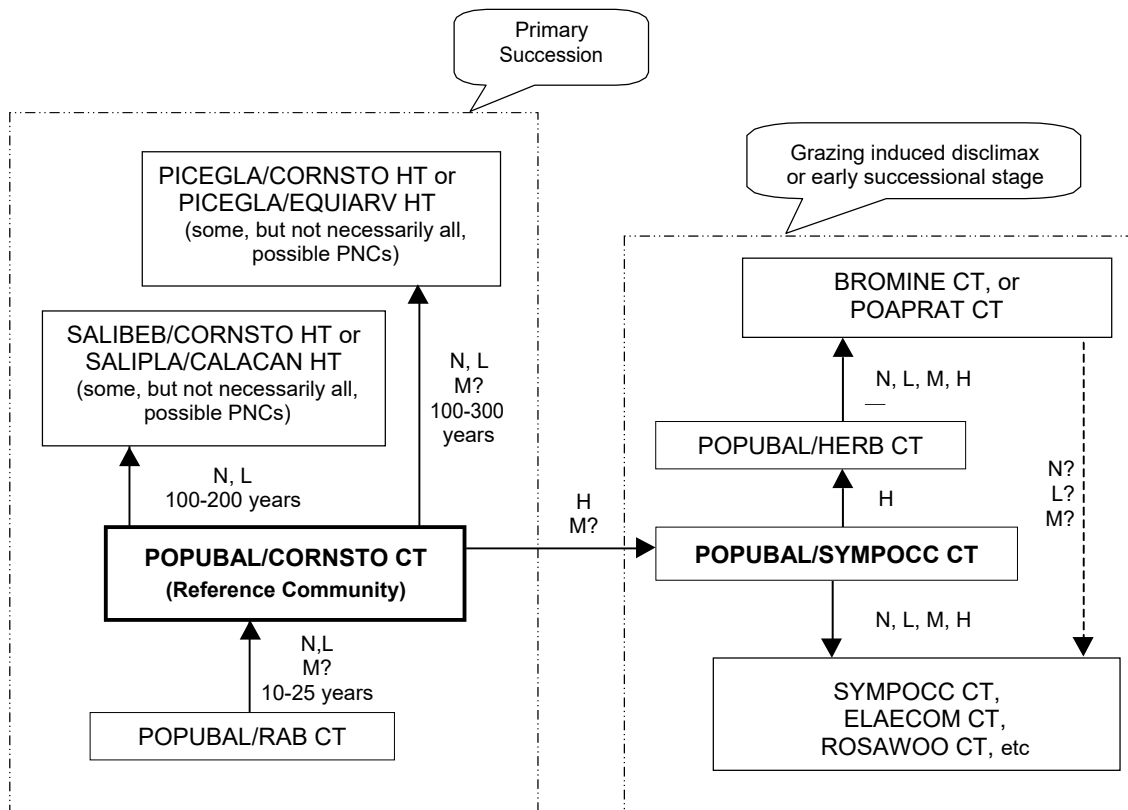 Primary
Succession
Grazing induced disclimax
or early successional stage
PICEGLA/CORNSTO HT or
PICEGLA/EQUIARV HT
(some, but not necessarily all,
possible PNCs)
SALIBEB/CORNSTO HT or
SALIPLA/CALACAN HT
(some, but not necessarily all,
possible PNCs)
N, L
M?
100-300
years
N, L
100-200 years
POPUBAL/CORNSTO CT
(Reference Community)
N,L
M?
10-25 years
POPUBAL/RAB CT
H
M?
BROMINE CT, or
POAPRAT CT
N, L, M, H
POPUBAL/HERB CT
H
N?
L?
M?
POPUBAL/SYMPOCC CT
N, L, M, H
SYMPOCC CT,
ELAECOM CT,
ROSAWOO CT, etc